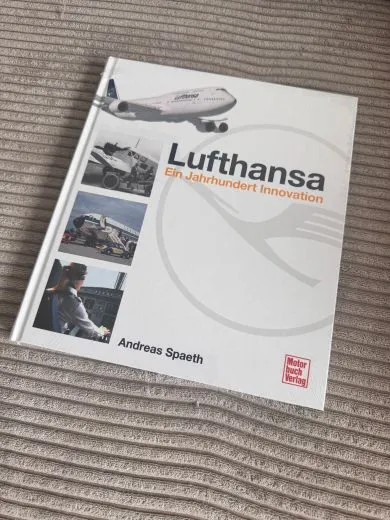 Lufthansa
Lufthansa
Ein Jahrhundert Innovation
Andreas Spaeth
Motor
buch
Verlag